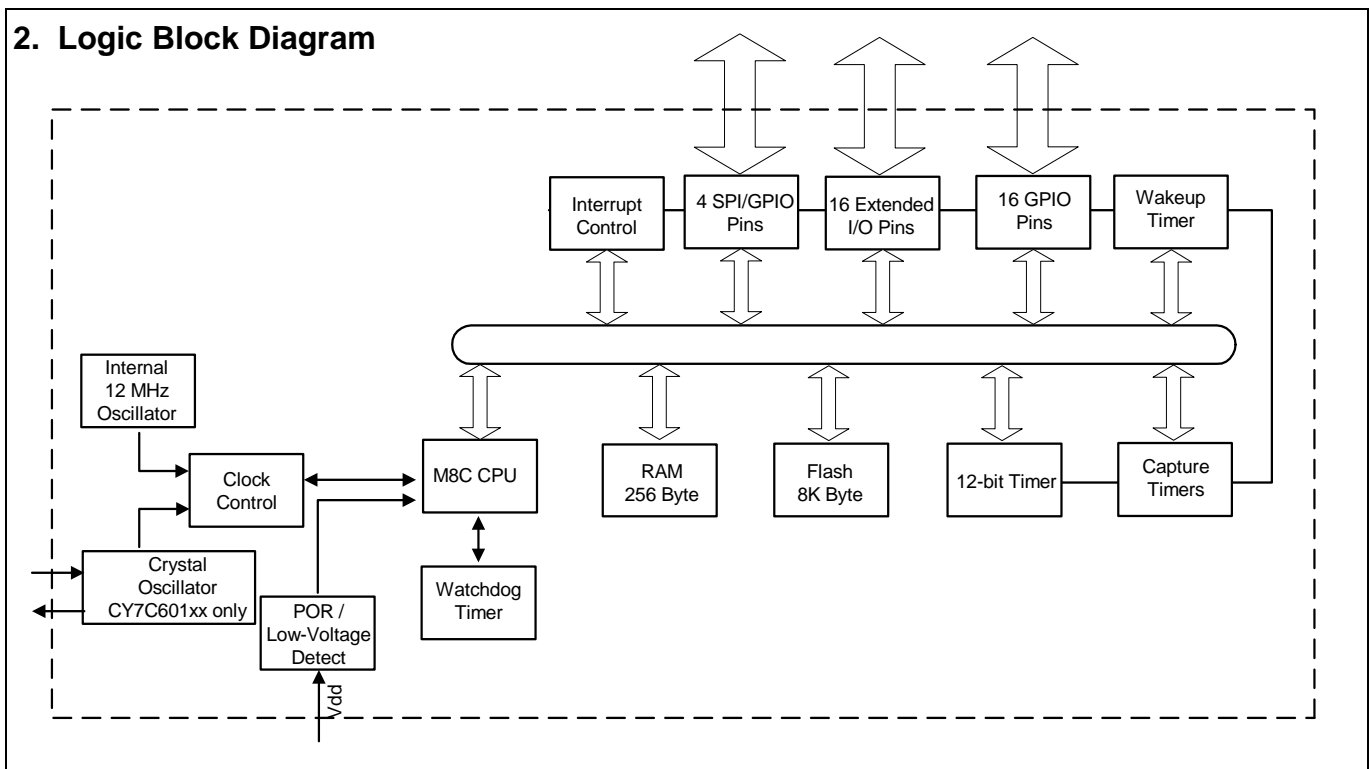 2. Logic Block Diagram
Interrupt
Control
4 SPI/GPIO
Pins
16 Extended
I/O Pins
16 GPIO
Pins
Wakeup
Timer
Internal
12 MHz
Oscillator
Clock
Control
Crystal
Oscillator
CY7C601xx only
POR /
Low-Voltage
Detect
Vdd
M8C CPU
Watchdog
Timer
RAM
256 Byte
Flash
8K Byte
12-bit Timer
Capture
Timers